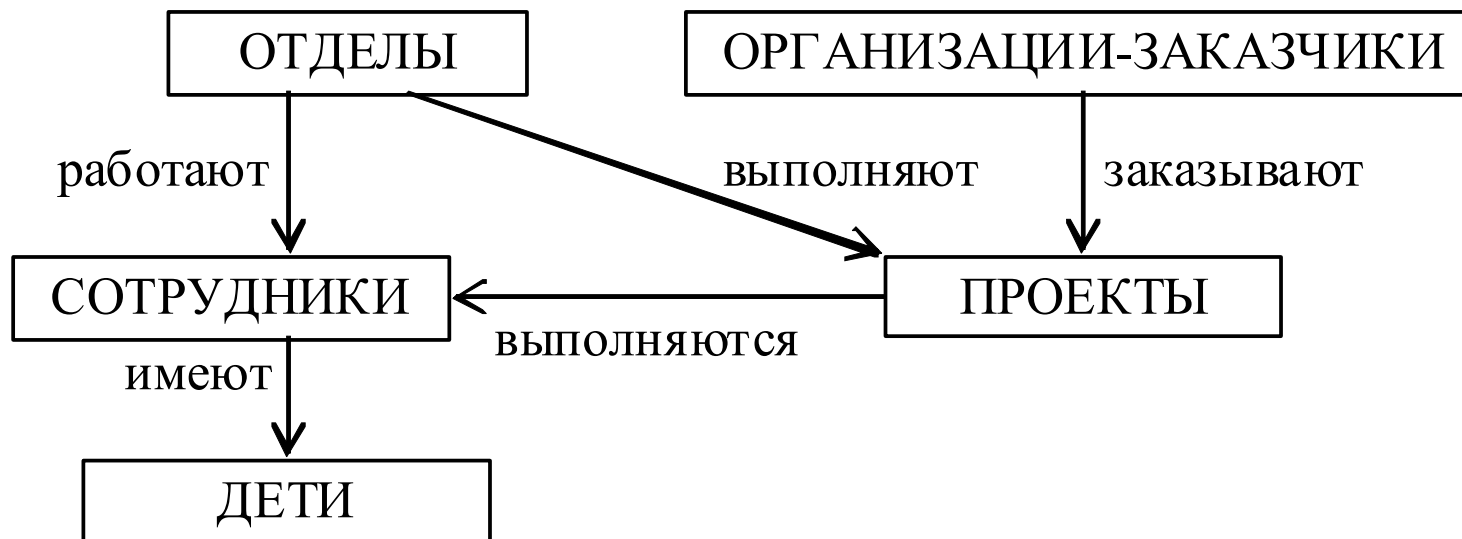 ОТДЕЛЫ
ОРГАНИЗАЦИИ-ЗАКАЗЧИКИ
работают
выполняют
заказывают
СОТРУДНИКИ
ПРОЕКТЫ
выполняются
имеют
ДЕТИ